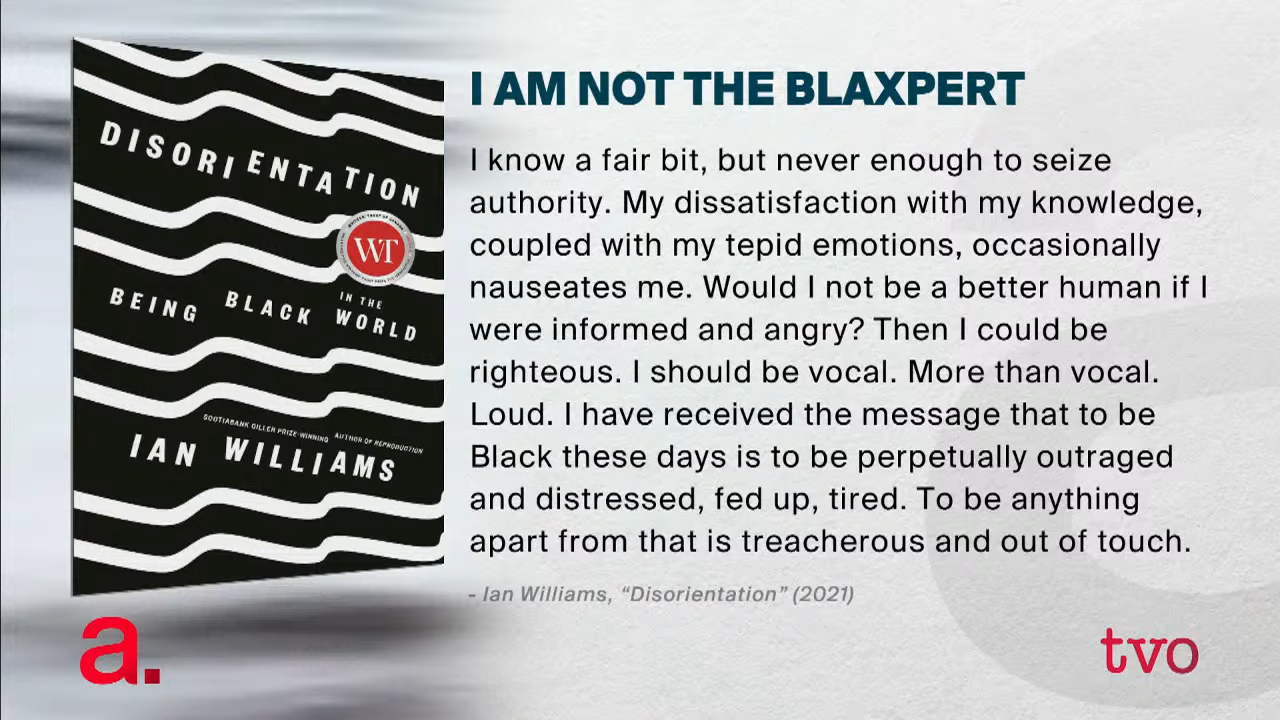 DISORIENTATION
WT
BEING BLACK IN THE WORLD
SCOTIABANK GILLER PRIZE-WINNING AUTHOR OF REPRODUCTION
IAN WILLIAMS
I AM NOT THE BLAXPERT
I know a fair bit, but never enough to seize
authority. My dissatisfaction with my knowledge,
coupled with my tepid emotions, occasionally
nauseates me. Would I not be a better human if I
were informed and angry? Then I could be
righteous. I should be vocal. More than vocal.
Loud. I have received the message that to be
Black these days is to be perpetually outraged
and distressed, fed up, tired. To be anything
apart from that is treacherous and out of touch.
- Ian Williams, “Disorientation” (2021)
a.
tvo